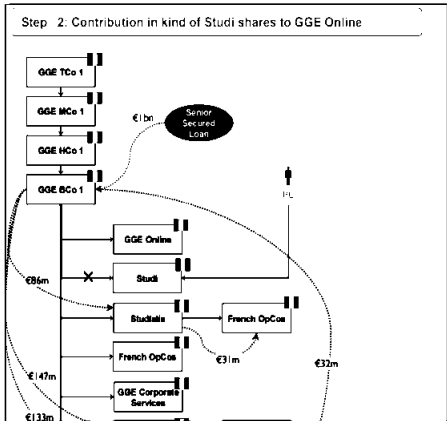 Step 2: Contribution in kind of Studi shares to GGE Online
GGE TCo 1
GGE MCo 1
€1bn
Senior
Secured
Loan
GGE HCo 1
GGE BCo 1
GGE Online
€86m
Studi
Studialis
French OpCos
French OpCos
€31m
€32m
€147m
GGE Corporate
Services
€133m